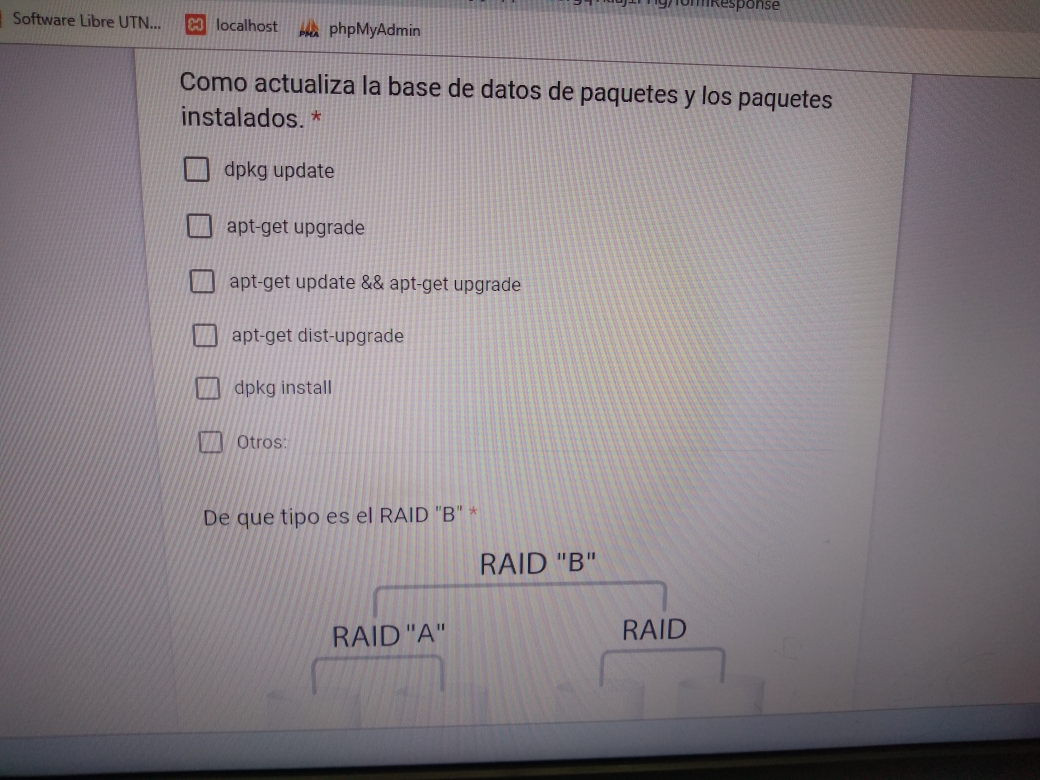 Software Libre UTN...
localhost
phpMyAdmin
Como actualiza la base de datos de paquetes y los paquetes
instalados. *
dpkg update
apt-get upgrade
apt-get update && apt-get upgrade
apt-get dist-upgrade
dpkg install
Otros:
De que tipo es el RAID "B" *
RAID "B"
RAID "A"
RAID